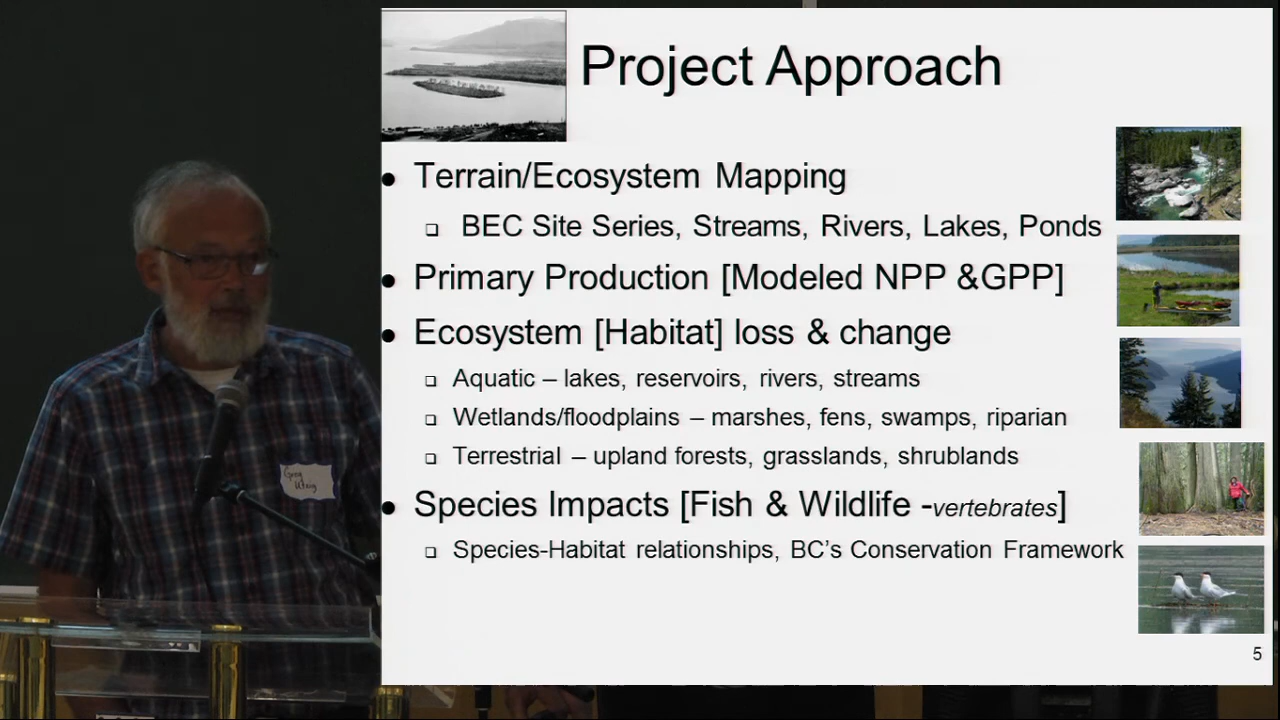 Project Approach
Terrain/Ecosystem Mapping
BEC Site Series, Streams, Rivers, Lakes, Ponds
Primary Production [Modeled NPP &GPP]
Ecosystem [Habitat] loss & change
Aquatic – lakes, reservoirs, rivers, streams
Wetlands/floodplains – marshes, fens, swamps, riparian
Terrestrial – upland forests, grasslands, shrublands
Species Impacts [Fish & Wildlife -vertebrates]
Species-Habitat relationships, BC's Conservation Framework
5
Greg
Utzig